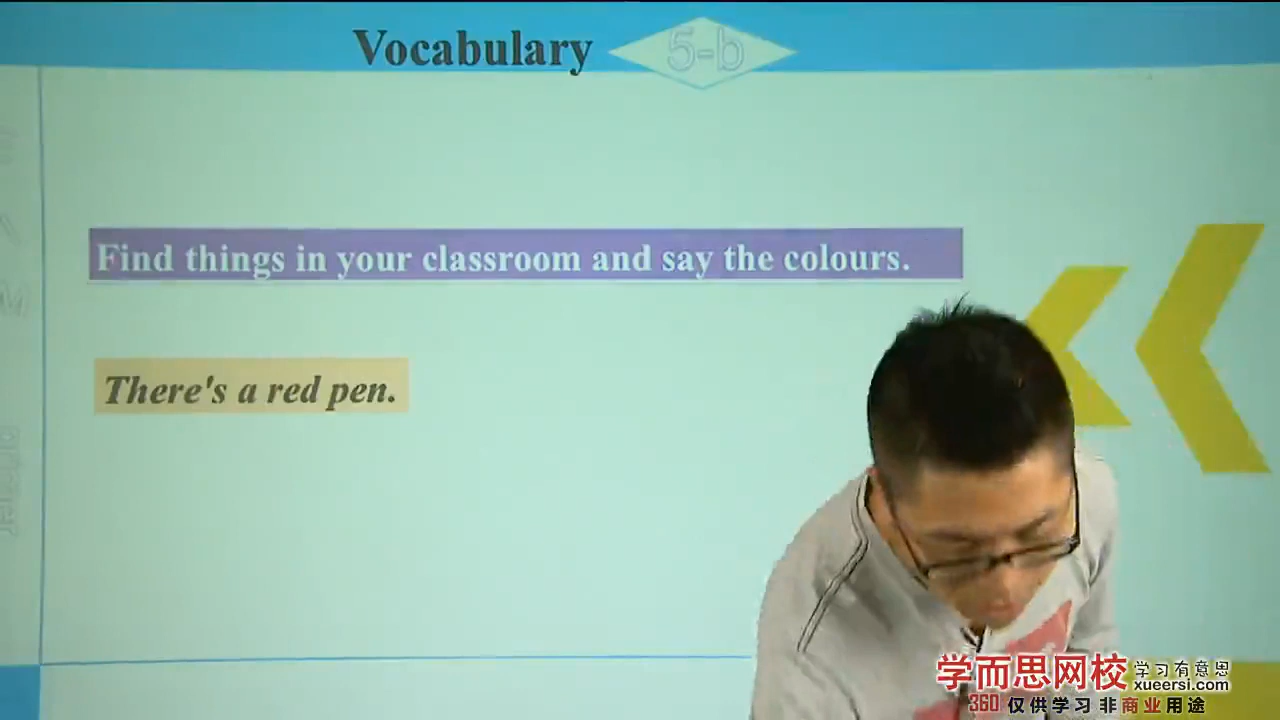 Vocabulary 5-b
Find things in your classroom and say the colours.
There's a red pen.
学而思网校 学习有意思
xueersi.com
360 仅供学习 非商业用途